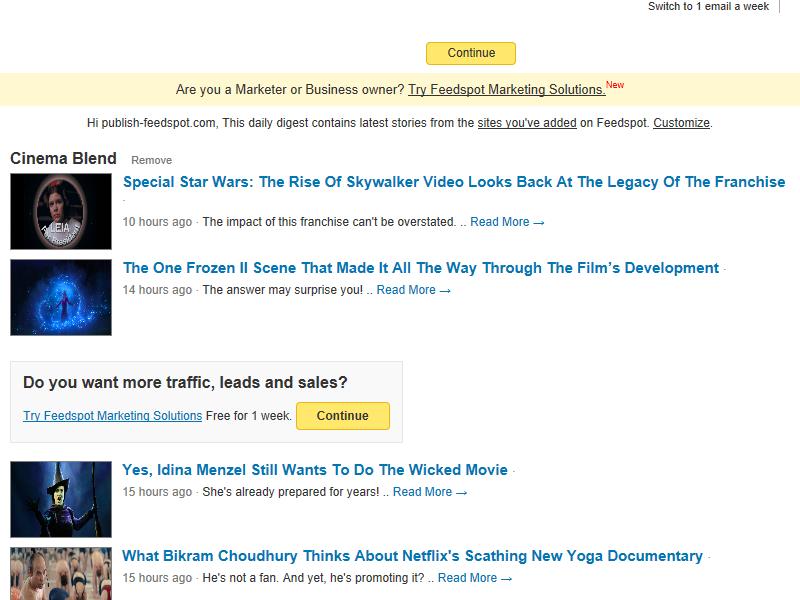 Switch to 1 email a week
Continue
Are you a Marketer or Business owner? Try Feedspot Marketing Solutions.New
Hi publish-feedspot.com, This daily digest contains latest stories from the sites you've added on Feedspot. Customize.
Cinema Blend Remove
Special Star Wars: The Rise Of Skywalker Video Looks Back At The Legacy Of The Franchise
·
LEIA
For President
10 hours ago · The impact of this franchise can't be overstated. .. Read More →
The One Frozen II Scene That Made It All The Way Through The Film’s Development ·
14 hours ago · The answer may surprise you! .. Read More →
Do you want more traffic, leads and sales?
Try Feedspot Marketing Solutions Free for 1 week. Continue
Yes, Idina Menzel Still Wants To Do The Wicked Movie ·
15 hours ago · She's already prepared for years! .. Read More →
What Bikram Choudhury Thinks About Netflix's Scathing New Yoga Documentary ·
15 hours ago · He's not a fan. And yet, he's promoting it? .. Read More →